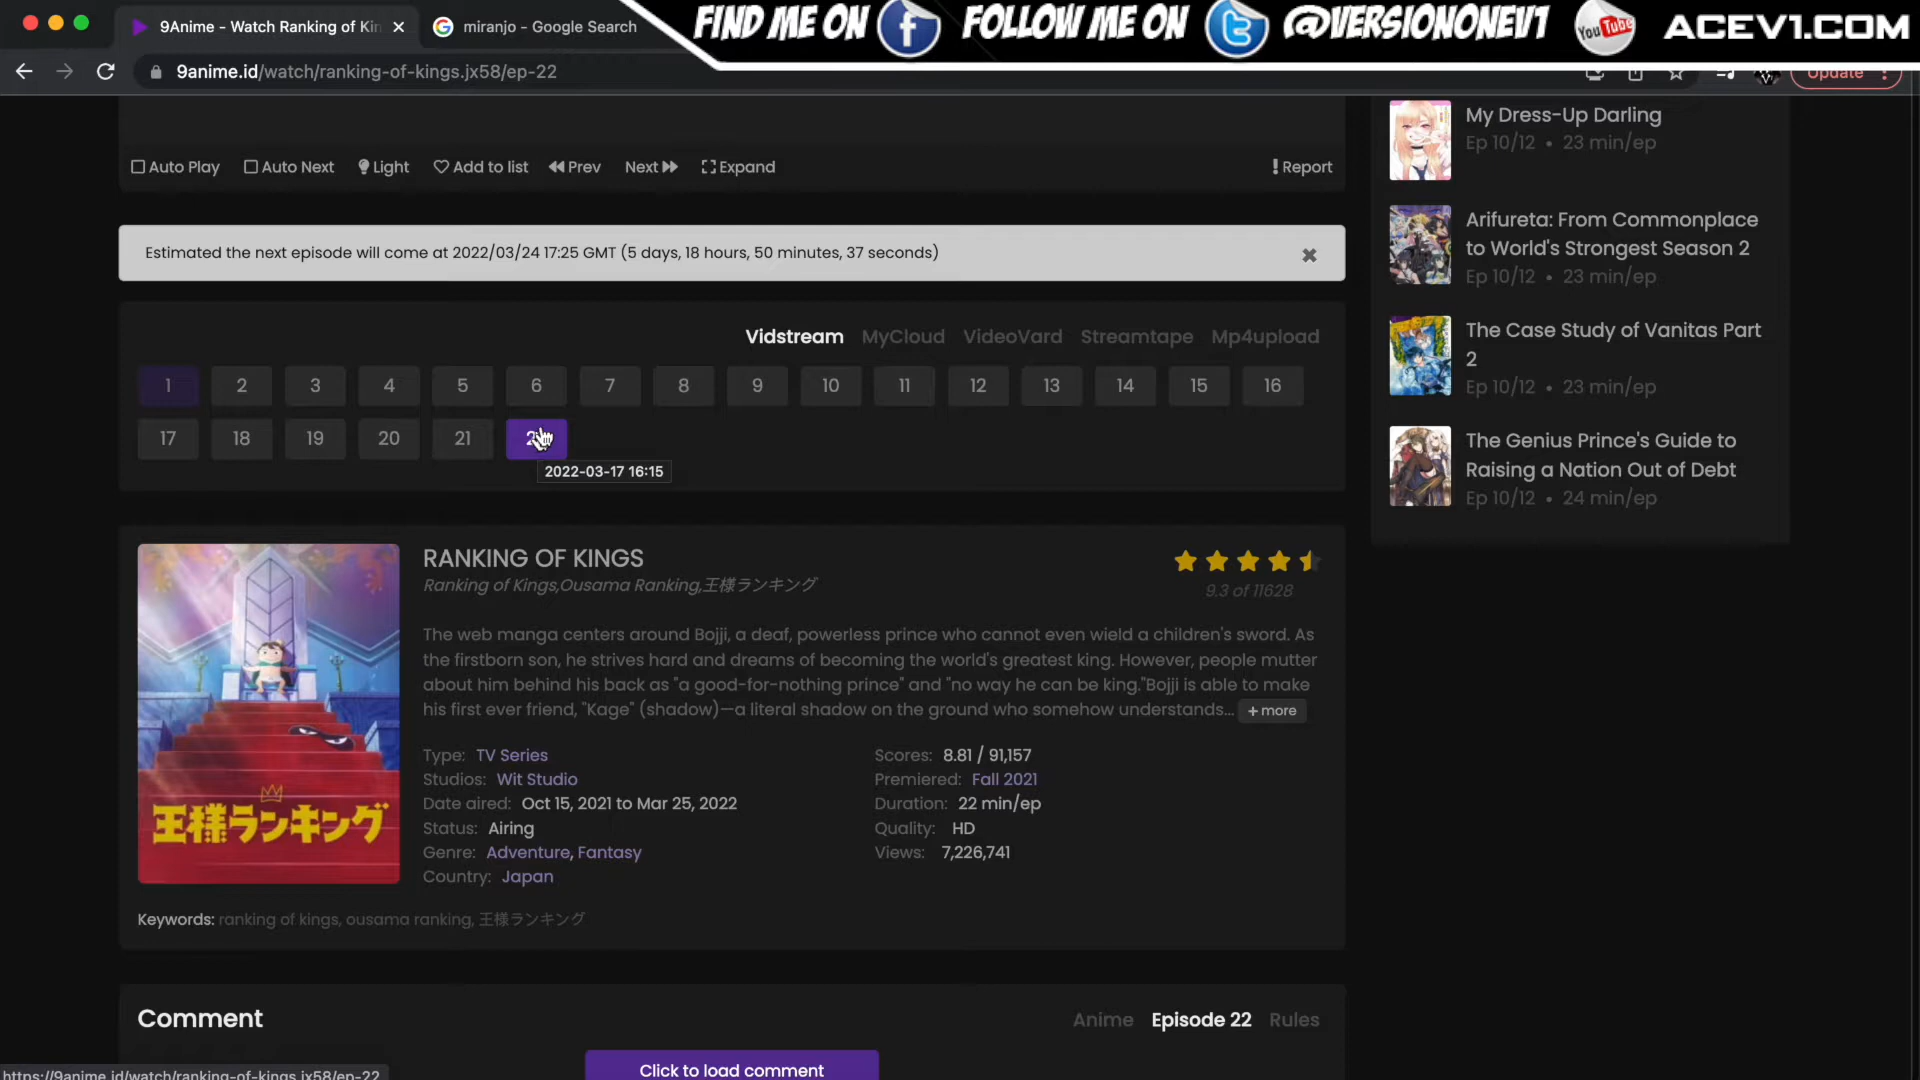 9Anime - Watch Ranking of Kin
miranjo - Google Search
FIND ME ON
FOLLOW ME ON
@VERSIONONEV1
You Tube
ACEV1.COM
9anime.id/watch/ranking-of-kings.jx58/ep-22
Update
Auto Play
Auto Next
Light
Add to list
Prev
Next
Expand
Report
Estimated the next episode will come at 2022/03/24 17:25 GMT (5 days, 18 hours, 50 minutes, 37 seconds)
Vidstream
MyCloud
VideoVard
Streamtape
Mp4upload
1 2 3 4 5 6 7 8 9 10 11 12 13 14 15 16
17 18 19 20 21
2022-03-17 16:15
RANKING OF KINGS
Ranking of Kings,Ousama Ranking,王様ランキング
9.3 of 11628
The web manga centers around Bojji, a deaf, powerless prince who cannot even wield a children's sword. As
the firstborn son, he strives hard and dreams of becoming the world's greatest king. However, people mutter
about him behind his back as "a good-for-nothing prince" and "no way he can be king."Bojji is able to make
his first ever friend, "Kage" (shadow)—a literal shadow on the ground who somehow understands... + more
Type: TV Series
Studios: Wit Studio
Date aired: Oct 15, 2021 to Mar 25, 2022
Status: Airing
Genre: Adventure, Fantasy
Country: Japan
Scores: 8.81 / 91,157
Premiered: Fall 2021
Duration: 22 min/ep
Quality: HD
Views: 7,226,741
王様ランキング
Keywords: ranking of kings, ousama ranking, 王様ランキング
Comment
Anime
Episode 22
Rules
Click to load comment
https://9anime.id/watch/ranking-of-kings.jx58/ep-22
My Dress-Up Darling
Ep 10/12 • 23 min/ep
Arifureta: From Commonplace
to World's Strongest Season 2
Ep 10/12 • 23 min/ep
The Case Study of Vanitas Part
2
Ep 10/12 • 23 min/ep
The Genius Prince's Guide to
Raising a Nation Out of Debt
Ep 10/12 • 24 min/ep